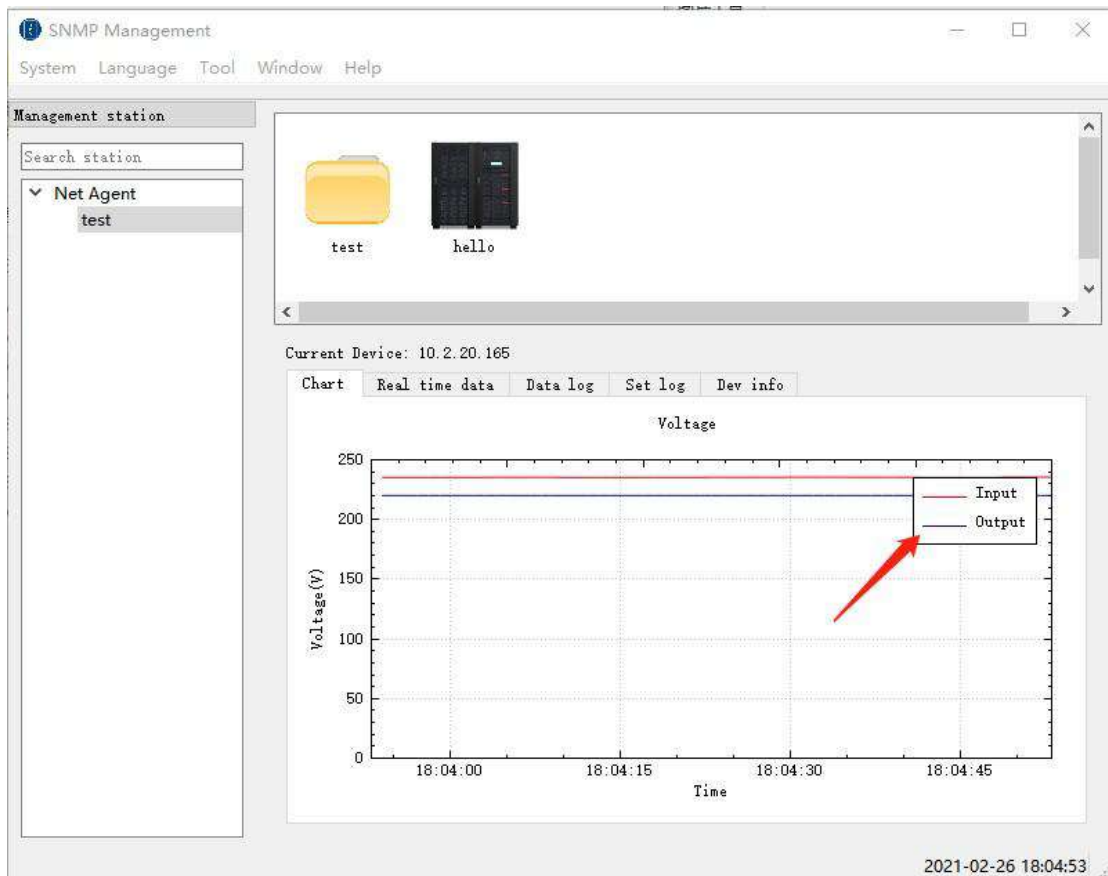 SNMP Management
System Language Tool Window Help
Management station
Search station
Net Agent
test
test
hello
Current Device: 10.2.20.165
Chart Real time data Data log Set log Dev info
Voltage
250
200
150
100
50
0
Voltage(V)
Input
Output
18:04:00 18:04:15 18:04:30 18:04:45
Time
2021-02-26 18:04:53